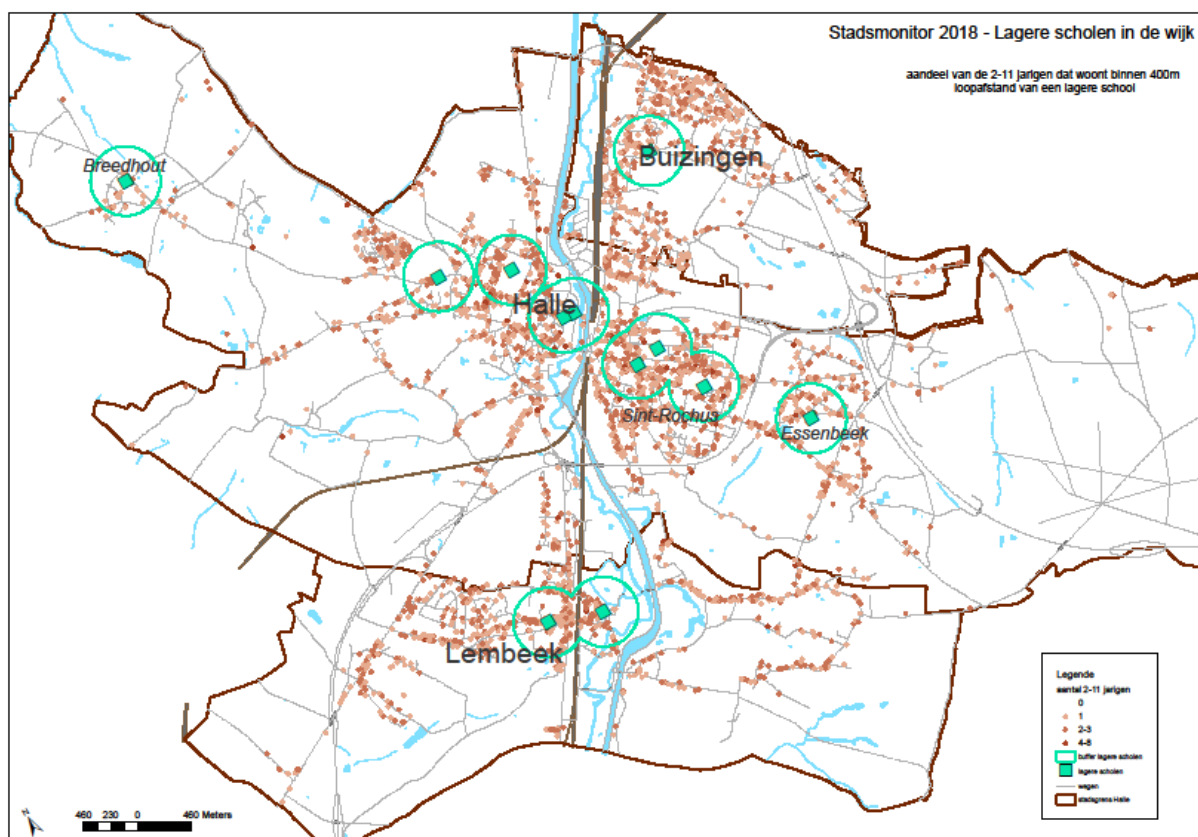 Stadsmonitor 2018 - Lagere scholen in de wijk
aandeel van de 2-11 jarigen dat woont binnen 400m
loopafstand van een lagere school
Breedhout
Buizingen
Halle
Sint-Rochus
Essenbeek
Lembeek
Legende
aantal 2-11 jarigen
0
1
2-3
4-8
buffer lagere scholen
lagere scholen
wegen
stadsgrens Halle
N
460 230 0 460 Meters